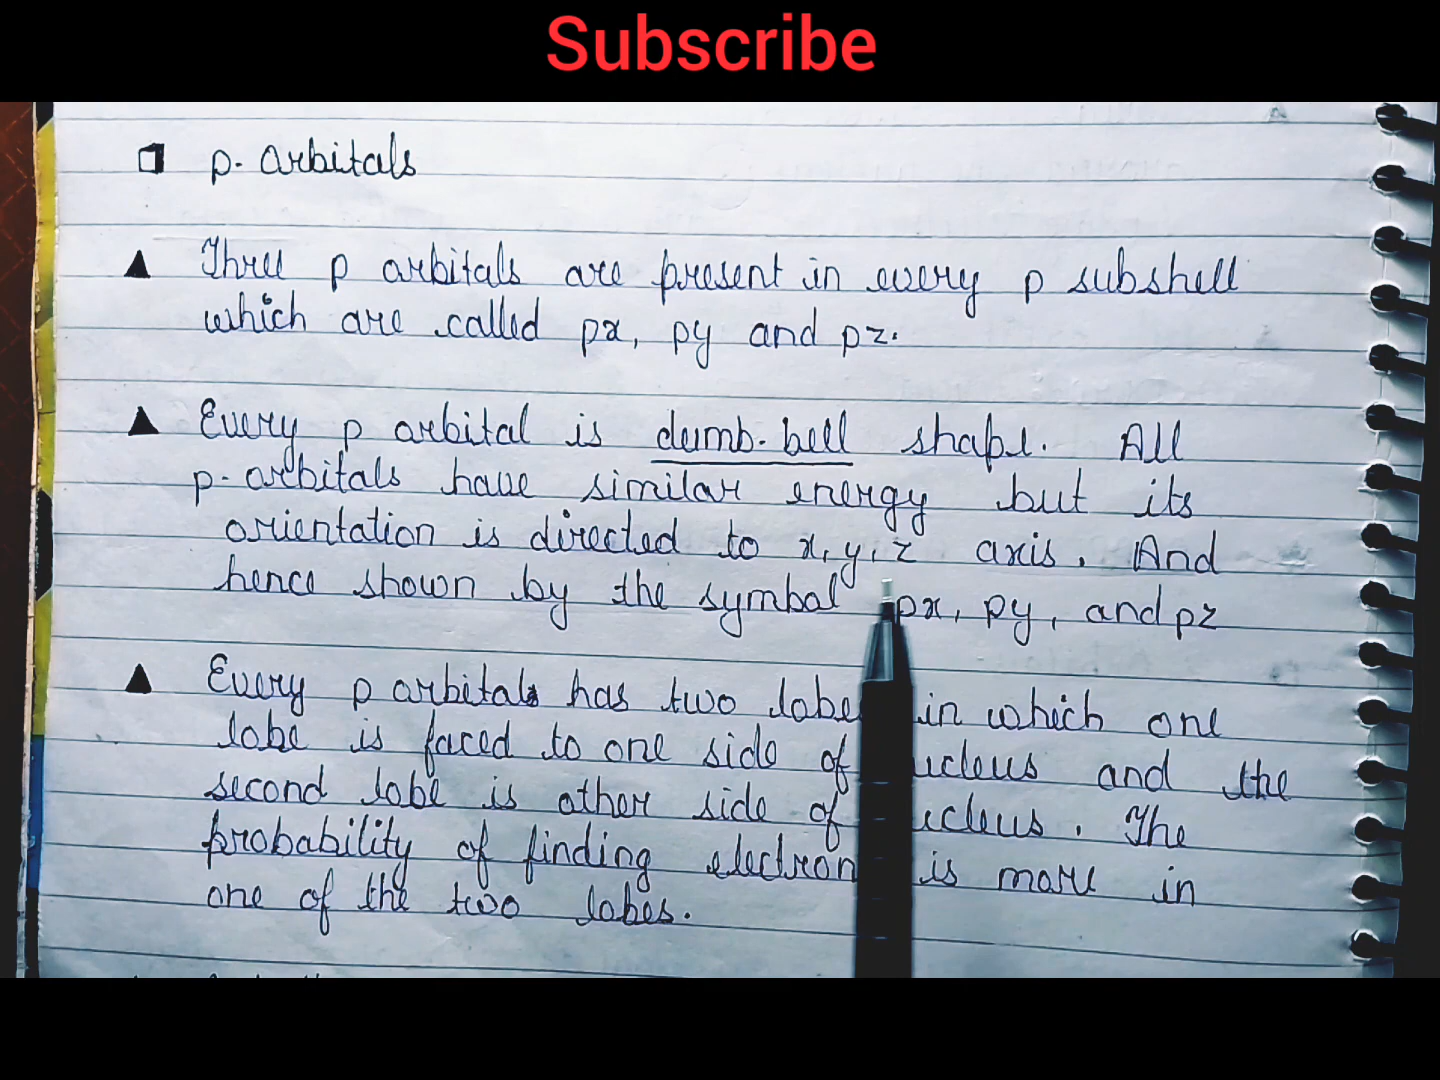 Subscribe
p- orbitals
Three p orbitals are present in every p subshell
which are called px, py and pz.
Every p orbital is dumb-bell shape. All
p-orbitals have similar energy but its
orientation is directed to x, y, z axis. And
hence shown by the symbol px, py, and pz
Every p orbitals has two lobe in which one
lobe is faced to one side of and the
second lobe is other side of . The
probability of finding electron is more in
one of the two lobes.